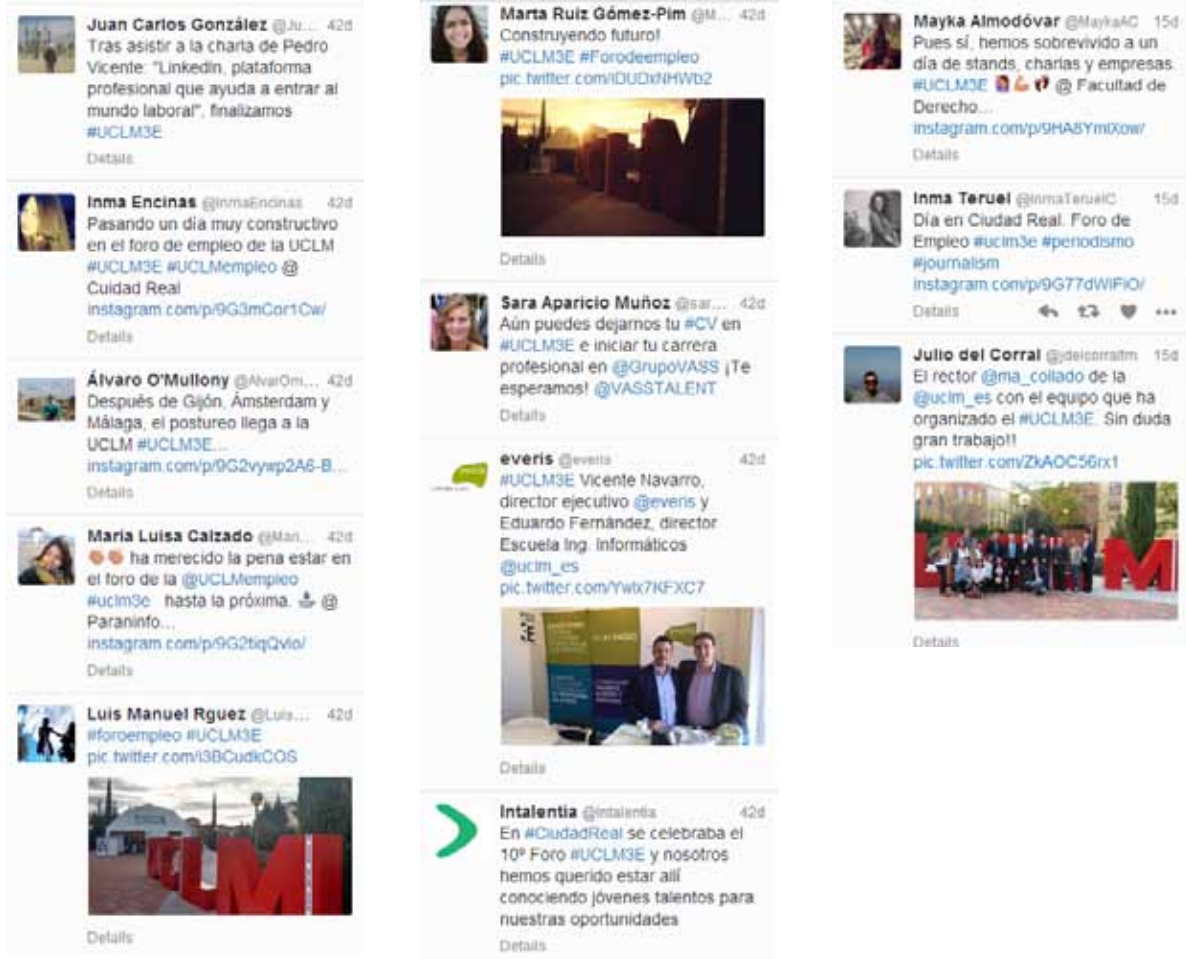 Juan Carlos González @Ju... 42d
Tras asistir a la charla de Pedro
Vicente: "LinkedIn, plataforma
profesional que ayuda a entrar al
mundo laboral", finalizamos
#UCLM3E
Details
Inma Encinas @InmaEncinas 42d
Pasando un día muy constructivo
en el foro de empleo de la UCLM
#UCLM3E #UCLMempleo @
Cuidad Real
instagram.com/p/9G3mCor1Cw/
Details
Álvaro O'Mullony @AlvarOm... 42d
Después de Gijón, Ámsterdam y
Málaga, el postureo llega a la
UCLM #UCLM3E...
instagram.com/p/9G2vywp2A6-B...
Details
María Luisa Calzado @Mari... 42d
👏👏 ha merecido la pena estar en
el foro de la @UCLMempleo
#uclm3e hasta la próxima. @
Paraninfo...
instagram.com/p/9G2tiqQvIo/
Details
Luis Manuel Rguez @Luis... 42d
#foroempleo #UCLM3E
pic.twitter.com/i3BCudkCOS
UCLM
Details
Marta Ruiz Gómez-Pim @M... 42d
Construyendo futuro!
#UCLM3E #Forodeempleo
pic.twitter.com/iDUDxNHWb2
Details
Sara Aparicio Muñoz @sar... 42d
Aún puedes dejarnos tu #CV en
#UCLM3E e iniciar tu carrera
profesional en @GrupoVASS ¡Te
esperamos! @VASSTALENT
Details
everis @everis 42d
#UCLM3E Vicente Navarro,
director ejecutivo @everis y
Eduardo Fernández, director
Escuela Ing. Informáticos
@uclm_es
pic.twitter.com/Ywlx7KFXC7
Details
Intalentia @intalentia 42d
En #CiudadReal se celebraba el
10º Foro #UCLM3E y nosotros
hemos querido estar allí
conociendo jóvenes talentos para
nuestras oportunidades
Details
Mayka Almodóvar @MaykaAC 15d
Pues sí, hemos sobrevivido a un
día de stands, charlas y empresas.
#UCLM3E @ Facultad de
Derecho...
instagram.com/p/9HA8YmlXow/
Details
Inma Teruel @InmaTeruelC 15d
Día en Ciudad Real. Foro de
Empleo #uclm3e #periodismo
#journalism
instagram.com/p/9G77dWlFiO/
Details
Julio del Corral @jdelcorraltm 15d
El rector @ma_collado de la
@uclm_es con el equipo que ha
organizado el #UCLM3E. Sin duda
gran trabajo!!
pic.twitter.com/ZkAOC56rx1
Details